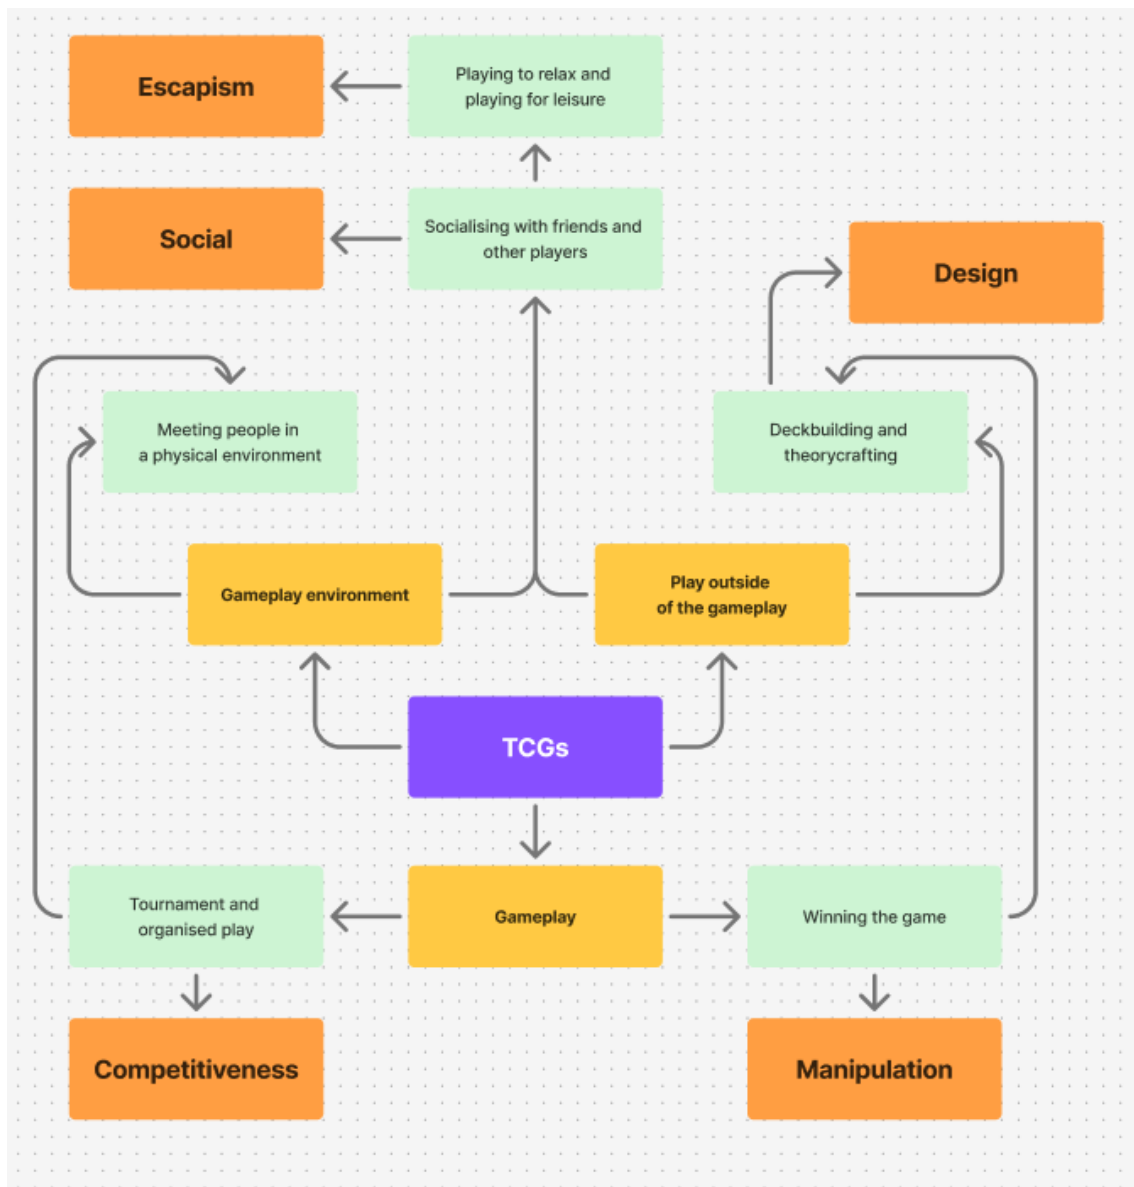 Escapism
Playing to relax and
playing for leisure
Social
Socialising with friends and
other players
Design
Meeting people in
a physical environment
Deckbuilding and
theorycrafting
Gameplay environment
Play outside
of the gameplay
TCGs
Tournament and
organised play
Gameplay
Winning the game
Competitiveness
Manipulation